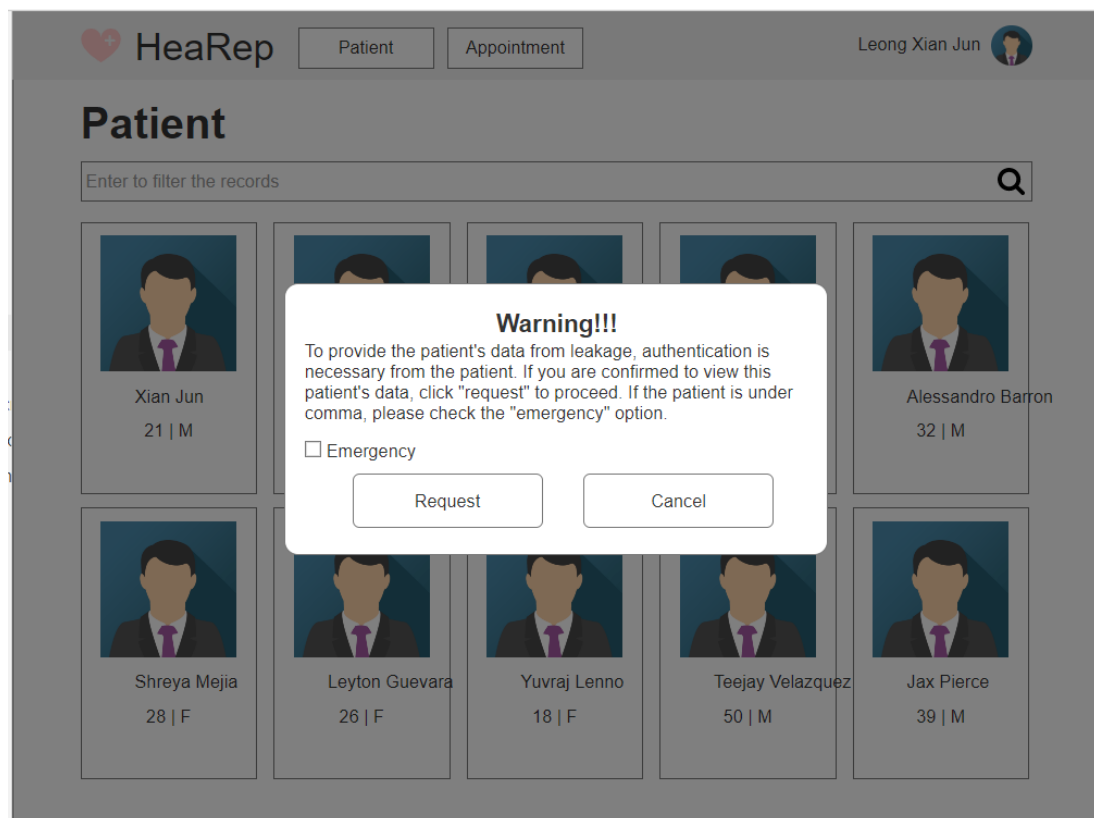 HeaRep
Patient
Appointment
Leong Xian Jun
Patient
Enter to filter the records
Warning!!!
To provide the patient's data from leakage, authentication is
necessary from the patient. If you are confirmed to view this
patient's data, click "request" to proceed. If the patient is under
comma, please check the "emergency" option.
Emergency
Request
Cancel
Xian Jun
21 | M
Alessandro Barron
32 | M
Shreya Mejia
28 | F
Leyton Guevara
26 | F
Yuvraj Lenno
18 | F
Teejay Velazquez
50 | M
Jax Pierce
39 | M